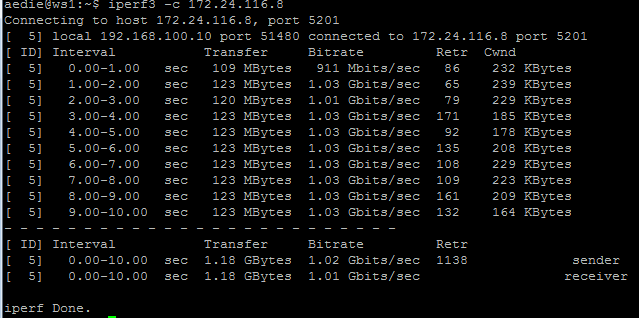 aedie@ws1:~$ iperf3 -c 172.24.116.8
Connecting to host 172.24.116.8, port 5201
[  5] local 192.168.100.10 port 51480 connected to 172.24.116.8 port 5201
[ ID] Interval           Transfer     Bitrate         Retr  Cwnd
[  5]   0.00-1.00   sec   109 MBytes   911 Mbits/sec   86    232 KBytes
[  5]   1.00-2.00   sec   123 MBytes  1.03 Gbits/sec   65    239 KBytes
[  5]   2.00-3.00   sec   120 MBytes  1.01 Gbits/sec   79    229 KBytes
[  5]   3.00-4.00   sec   123 MBytes  1.03 Gbits/sec  171    185 KBytes
[  5]   4.00-5.00   sec   123 MBytes  1.03 Gbits/sec   92    178 KBytes
[  5]   5.00-6.00   sec   123 MBytes  1.03 Gbits/sec  135    208 KBytes
[  5]   6.00-7.00   sec   123 MBytes  1.03 Gbits/sec  108    229 KBytes
[  5]   7.00-8.00   sec   123 MBytes  1.03 Gbits/sec  109    223 KBytes
[  5]   8.00-9.00   sec   123 MBytes  1.03 Gbits/sec  161    209 KBytes
[  5]   9.00-10.00  sec   123 MBytes  1.03 Gbits/sec  132    164 KBytes
- - - - - - - - - - - - - - - - - - - - - - - - -
[ ID] Interval           Transfer     Bitrate         Retr
[  5]   0.00-10.00  sec  1.18 GBytes  1.02 Gbits/sec  1138             sender
[  5]   0.00-10.00  sec  1.18 GBytes  1.01 Gbits/sec                  receiver
iperf Done.